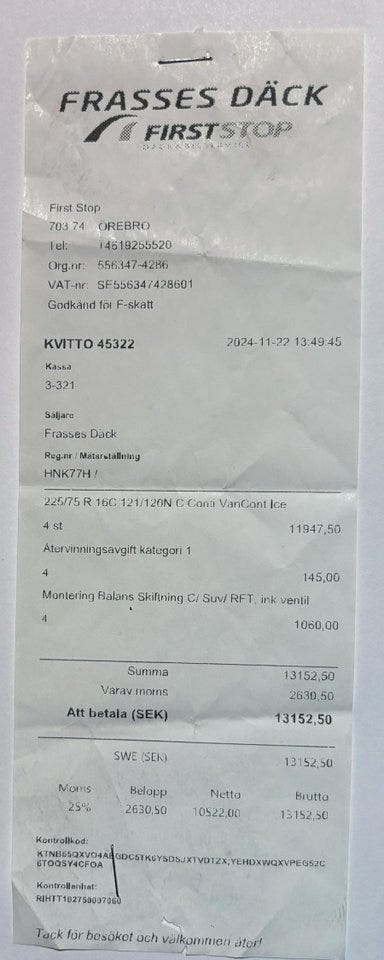 FRASSES DÄCK
FIRSTSTOP
First Stop
703 74 ÖREBRO
Tel: +4619255520
Org.nr: 556347-4286
VAT-nr: SE556347428601
Godkänd för F-skatt
KVITTO 45322 2024-11-22 13:49:45
Kassa
3-321
Säljare
Frasses Däck
Reg.nr / Mätarställning
HNK77H /
225/75 R 16C 121/120N C Conti VanCont Ice
4 st 11947,50
Återvinningsavgift kategori 1
4 145,00
Montering Balans Skiftning C/ Suv/ RFT, ink ventil
4 1060,00
Summa 13152,50
Varav moms 2630,50
Att betala (SEK) 13152,50
SWE (SEK) 13152,50
Moms Belopp Netto Brutto
25% 2630,50 10522,00 13152,50
Kontrollkod:
Kontrollenhet:
Tack för besöket och välkommen åter!